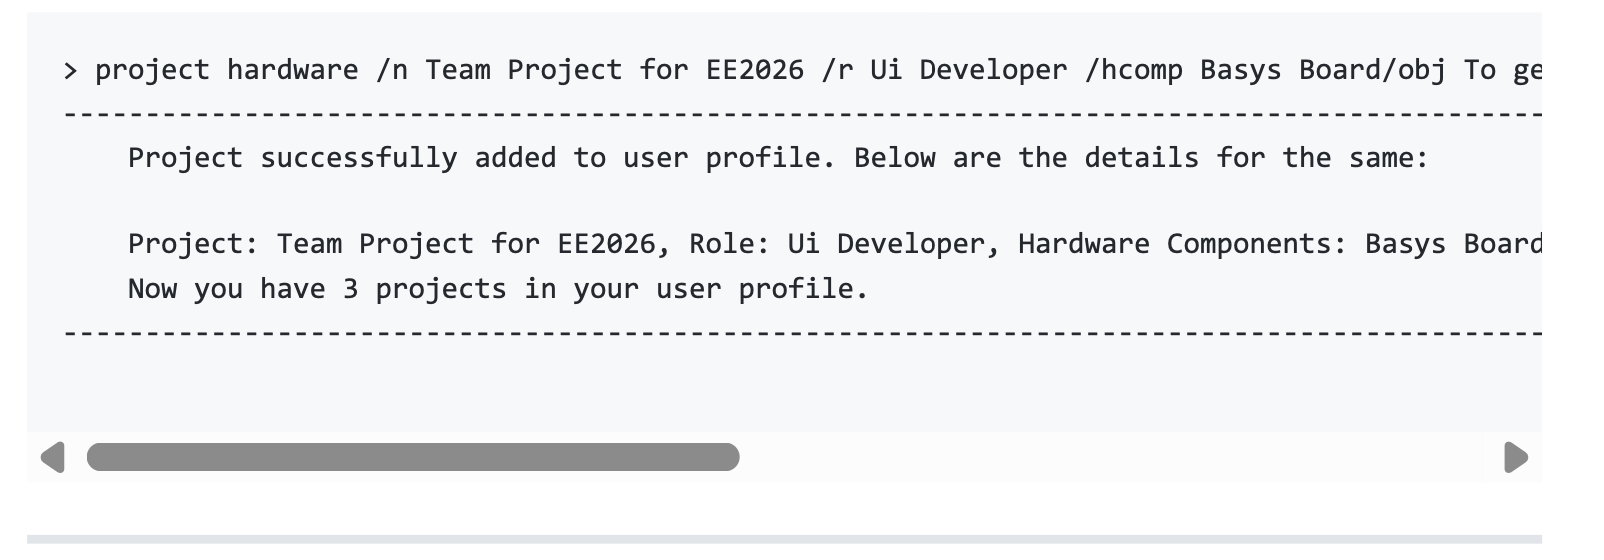 > project hardware /n Team Project for EE2026 /r Ui Developer /hcomp Basys Board/obj To ge
------------------------------------------------------------------------------------------
Project successfully added to user profile. Below are the details for the same:
Project: Team Project for EE2026, Role: Ui Developer, Hardware Components: Basys Board
Now you have 3 projects in your user profile.
------------------------------------------------------------------------------------------